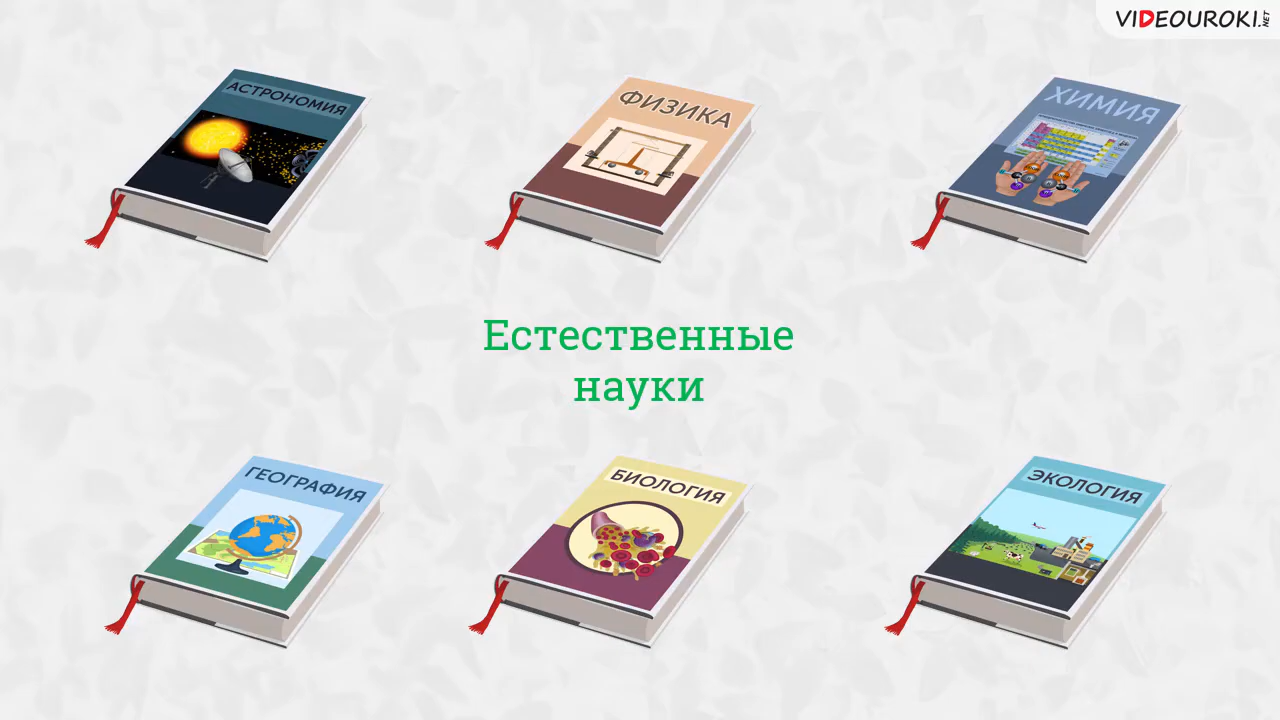 VIDEOUROKI.NET
АСТРОНОМИЯ
ФИЗИКА
ХИМИЯ
Естественные
науки
ГЕОГРАФИЯ
БИОЛОГИЯ
ЭКОЛОГИЯ